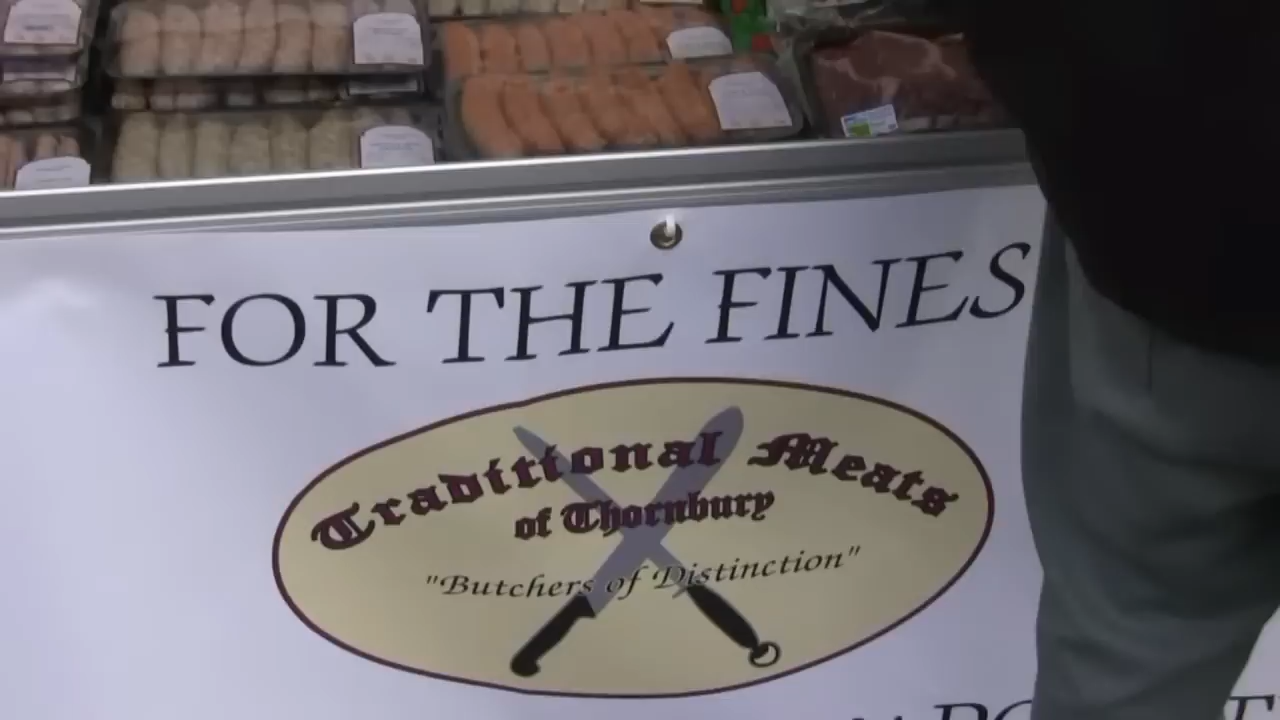 FOR THE FINES
Traditional Meats
of Thornbury
"Butchers of Distinction"